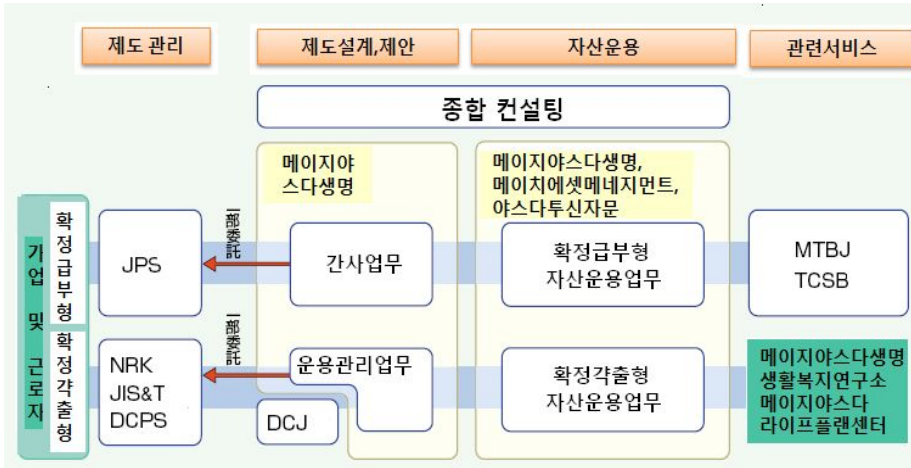 제도 관리
제도설계,제안
자산운용
관련서비스
종합 컨설팅
메이지야
스다생명
메이지야스다생명,
메이치에셋메네지먼트,
야스다투신자문
기업 및 근로자
확정급부형
JPS
一部委託
간사업무
확정급부형
자산운용업무
MTBJ
TCSB
확정갹출형
NRK
JIS&T
DCPS
一部委託
운용관리업무
DCJ
확정갹출형
자산운용업무
메이지야스다생명
생활복지연구소
메이지야스다
라이프플랜센터